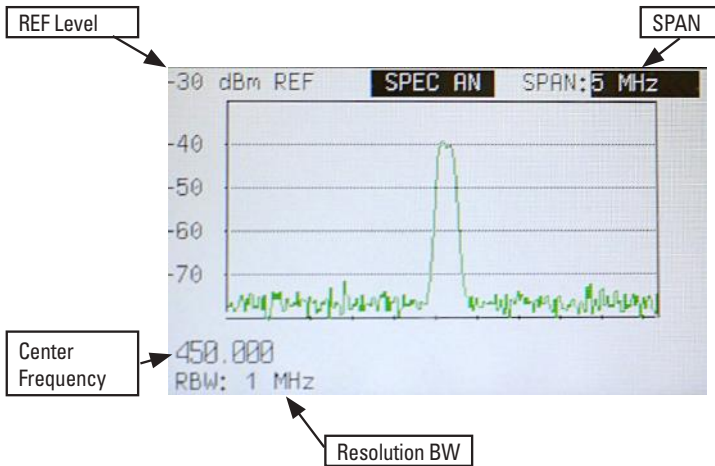 REF Level
SPAN
-30 dBm REF SPEC AN SPAN:5 MHz
-40
-50
-60
-70
Center
Frequency
450.000
RBW: 1 MHz
Resolution BW